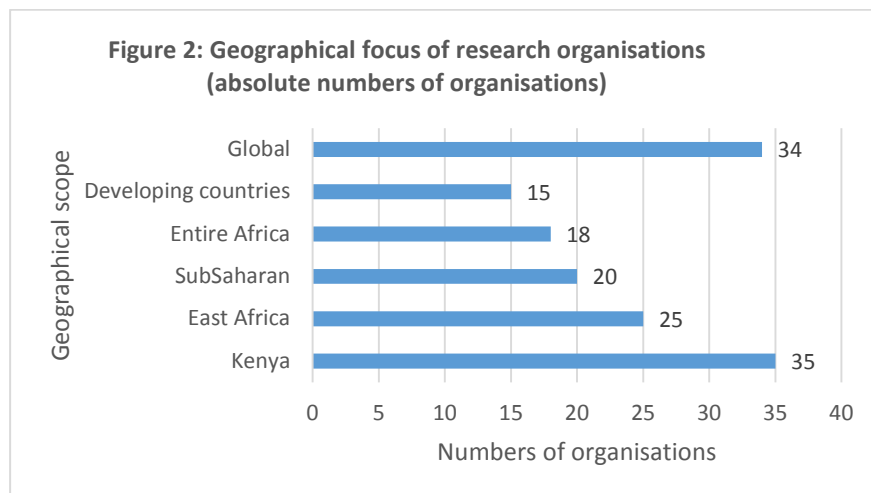 Figure 2: Geographical focus of research organisations
(absolute numbers of organisations)
Geographical scope
Global 34
Developing countries 15
Entire Africa 18
SubSaharan 20
East Africa 25
Kenya 35
0 5 10 15 20 25 30 35 40
Numbers of organisations